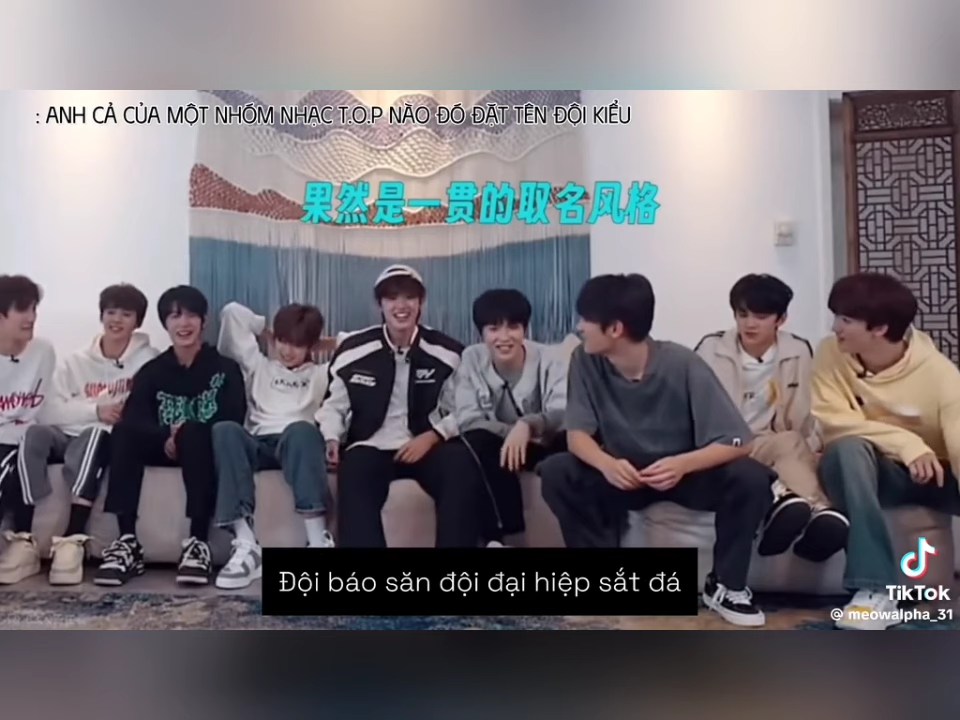 : ANH CẢ CỦA MỘT NHÓM NHẠC T.O.P NÀO ĐÓ ĐẶT TÊN ĐỘI KIỂU
果然是一贯的取名风格
Đội báo săn đội đại hiệp sắt đá
TikTok
@ meowalpha_31